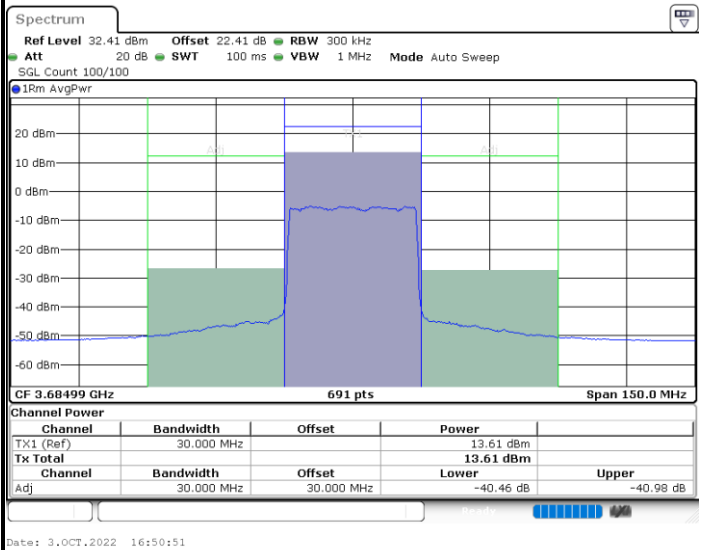 Spectrum
Ref Level 32.41 dBm Offset 22.41 dB RBW 300 kHz
Att 20 dB SWT 100 ms VBW 1 MHz Mode Auto Sweep
SGL Count 100/100
1Rm AvgPwr
20 dBm
TX1
Adj Adj
10 dBm
0 dBm
-10 dBm
-20 dBm
-30 dBm
-40 dBm
-50 dBm
-60 dBm
CF 3.68499 GHz 691 pts Span 150.0 MHz
Channel Power
Channel Bandwidth Offset Power
TX1 (Ref) 30.000 MHz 13.61 dBm
Tx Total 13.61 dBm
Channel Bandwidth Offset Lower Upper
Adj 30.000 MHz 30.000 MHz -40.46 dB -40.98 dB
Ready
Date: 3.OCT.2022 16:50:51